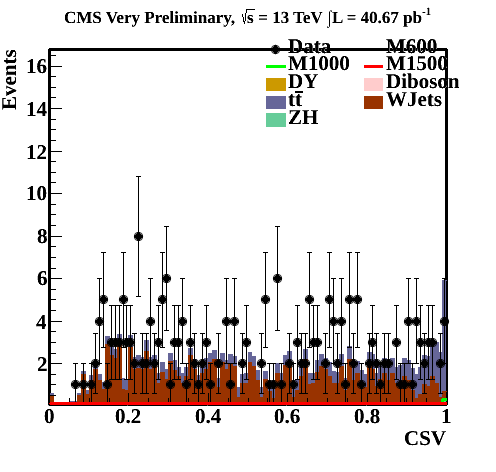 CMS Very Preliminary, √s = 13 TeV ∫L = 40.67 pb⁻¹
Events
Data M600
M1000 M1500
DY Diboson
tt̄ WJets
ZH
16
14
12
10
8
6
4
2
0 0.2 0.4 0.6 0.8 1
CSV